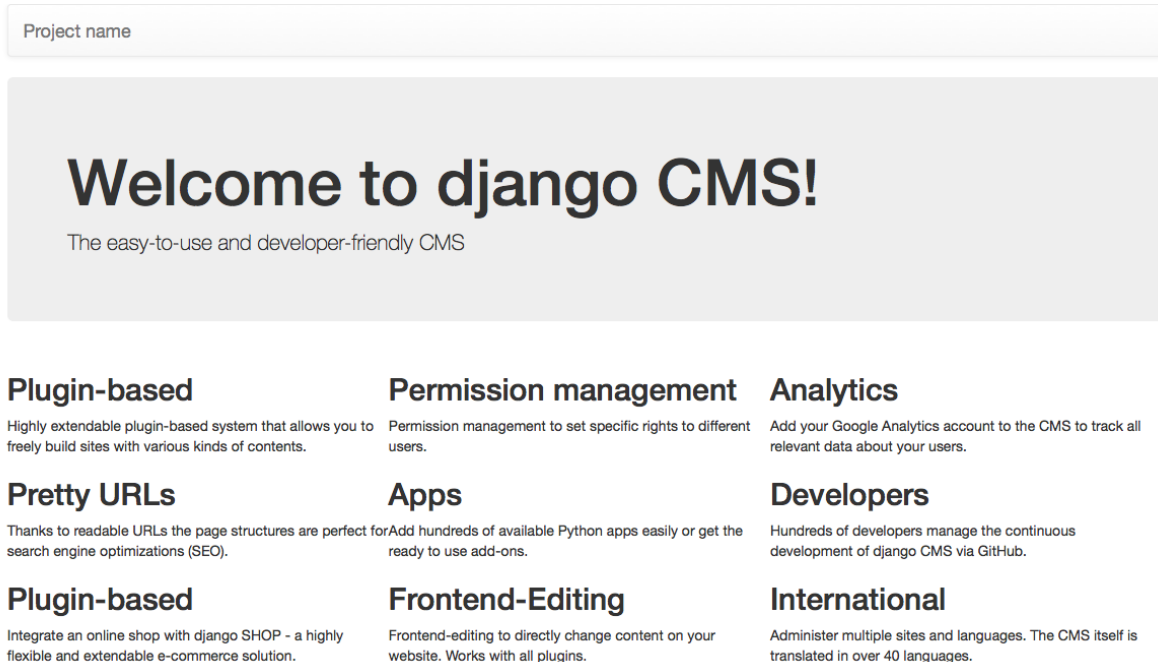 Project name
Welcome to django CMS!
The easy-to-use and developer-friendly CMS
Plugin-based
Highly extendable plugin-based system that allows you to
freely build sites with various kinds of contents.
Permission management
Permission management to set specific rights to different
users.
Analytics
Add your Google Analytics account to the CMS to track all
relevant data about your users.
Pretty URLs
Thanks to readable URLs the page structures are perfect for
search engine optimizations (SEO).
Apps
Add hundreds of available Python apps easily or get the
ready to use add-ons.
Developers
Hundreds of developers manage the continuous
development of django CMS via GitHub.
Plugin-based
Integrate an online shop with django SHOP - a highly
flexible and extendable e-commerce solution.
Frontend-Editing
Frontend-editing to directly change content on your
website. Works with all plugins.
International
Administer multiple sites and languages. The CMS itself is
translated in over 40 languages.